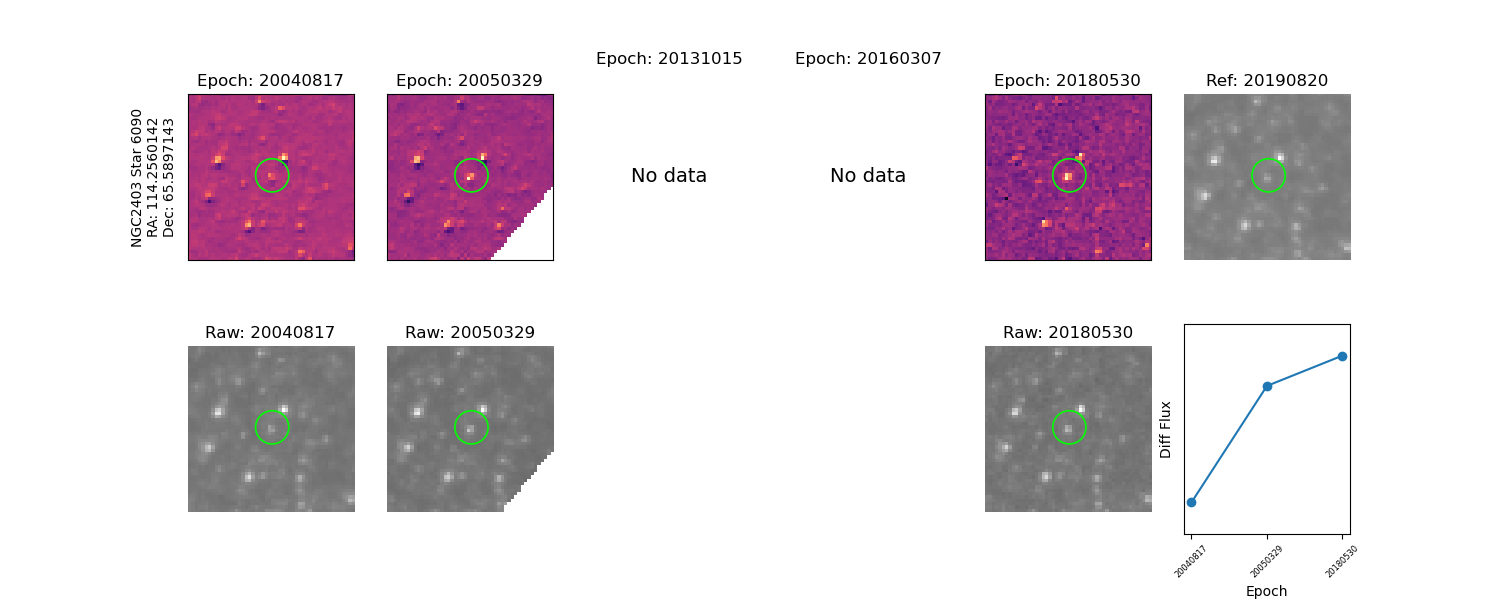 Epoch: 20040817
Epoch: 20050329
Epoch: 20131015
Epoch: 20160307
Epoch: 20180530
Ref: 20190820
NGC2403 Star 6090
RA: 114.2560142
Dec: 65.5897143
No data
No data
Raw: 20040817
Raw: 20050329
Raw: 20180530
Diff Flux
20040817
20050329
20180530
Epoch